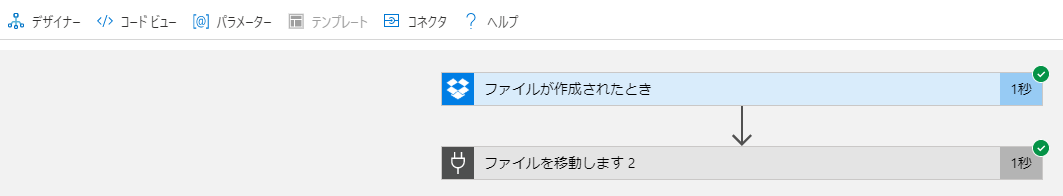 デザイナー コード ビュー パラメーター テンプレート コネクタ ヘルプ
ファイルが作成されたとき 1秒
ファイルを移動します 2 1秒